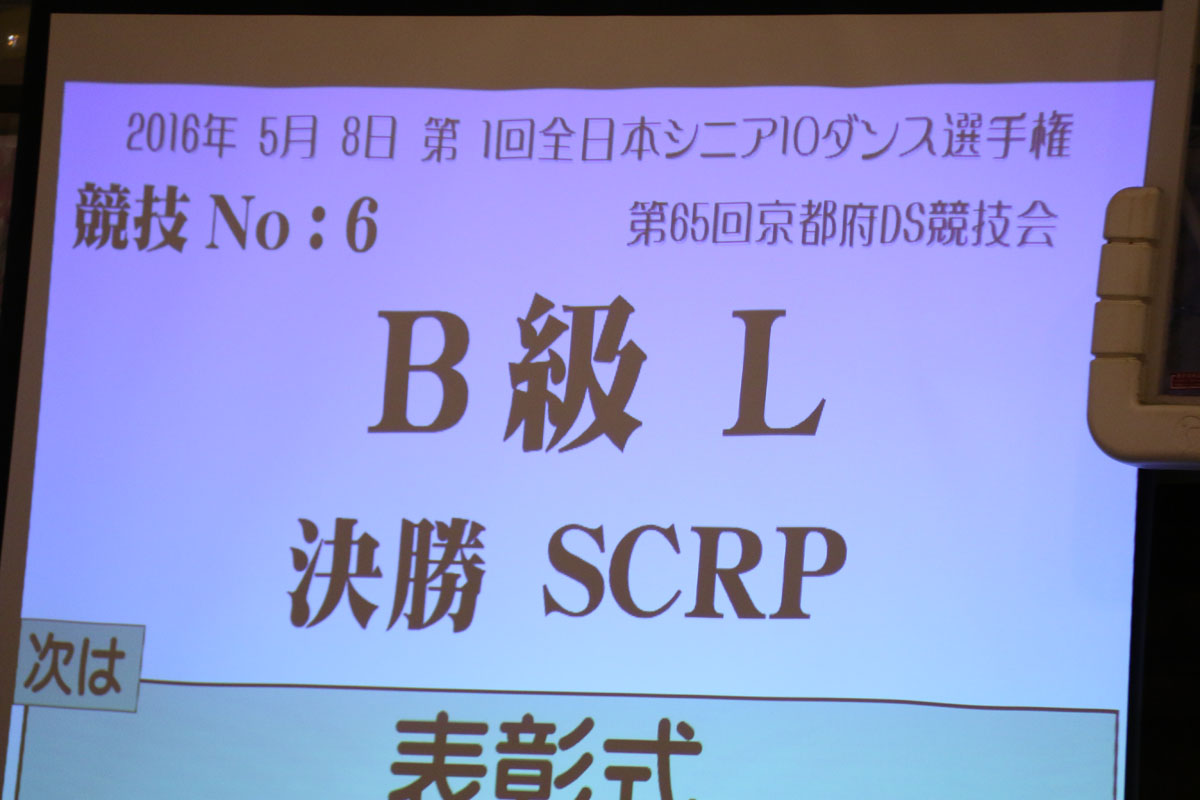 2016年 5月 8日 第 1回全日本シニア10ダンス選手権
競技 No：6
第65回京都府DS競技会
B級 L
決勝 SCRP
次は
表彰式